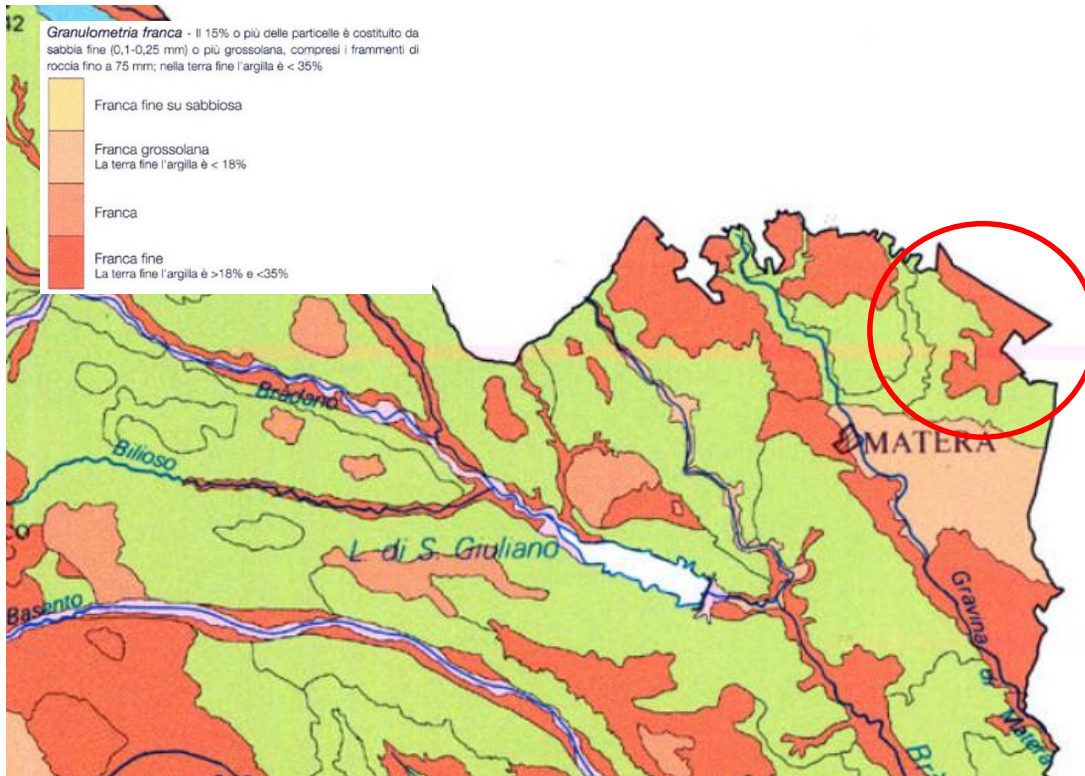 42
Granulometria franca - Il 15% o più delle particelle è costituito da
sabbia fine (0,1-0,25 mm) o più grossolana, compresi i frammenti di
roccia fino a 75 mm; nella terra fine l'argilla è < 35%
Franca fine su sabbiosa
Franca grossolana
La terra fine l'argilla è < 18%
Franca
Franca fine
La terra fine l'argilla è >18% e <35%
Bradano
MATERA
Bilioso
co
L. di S. Giuliano
Basento
Gravina di Matera
Br